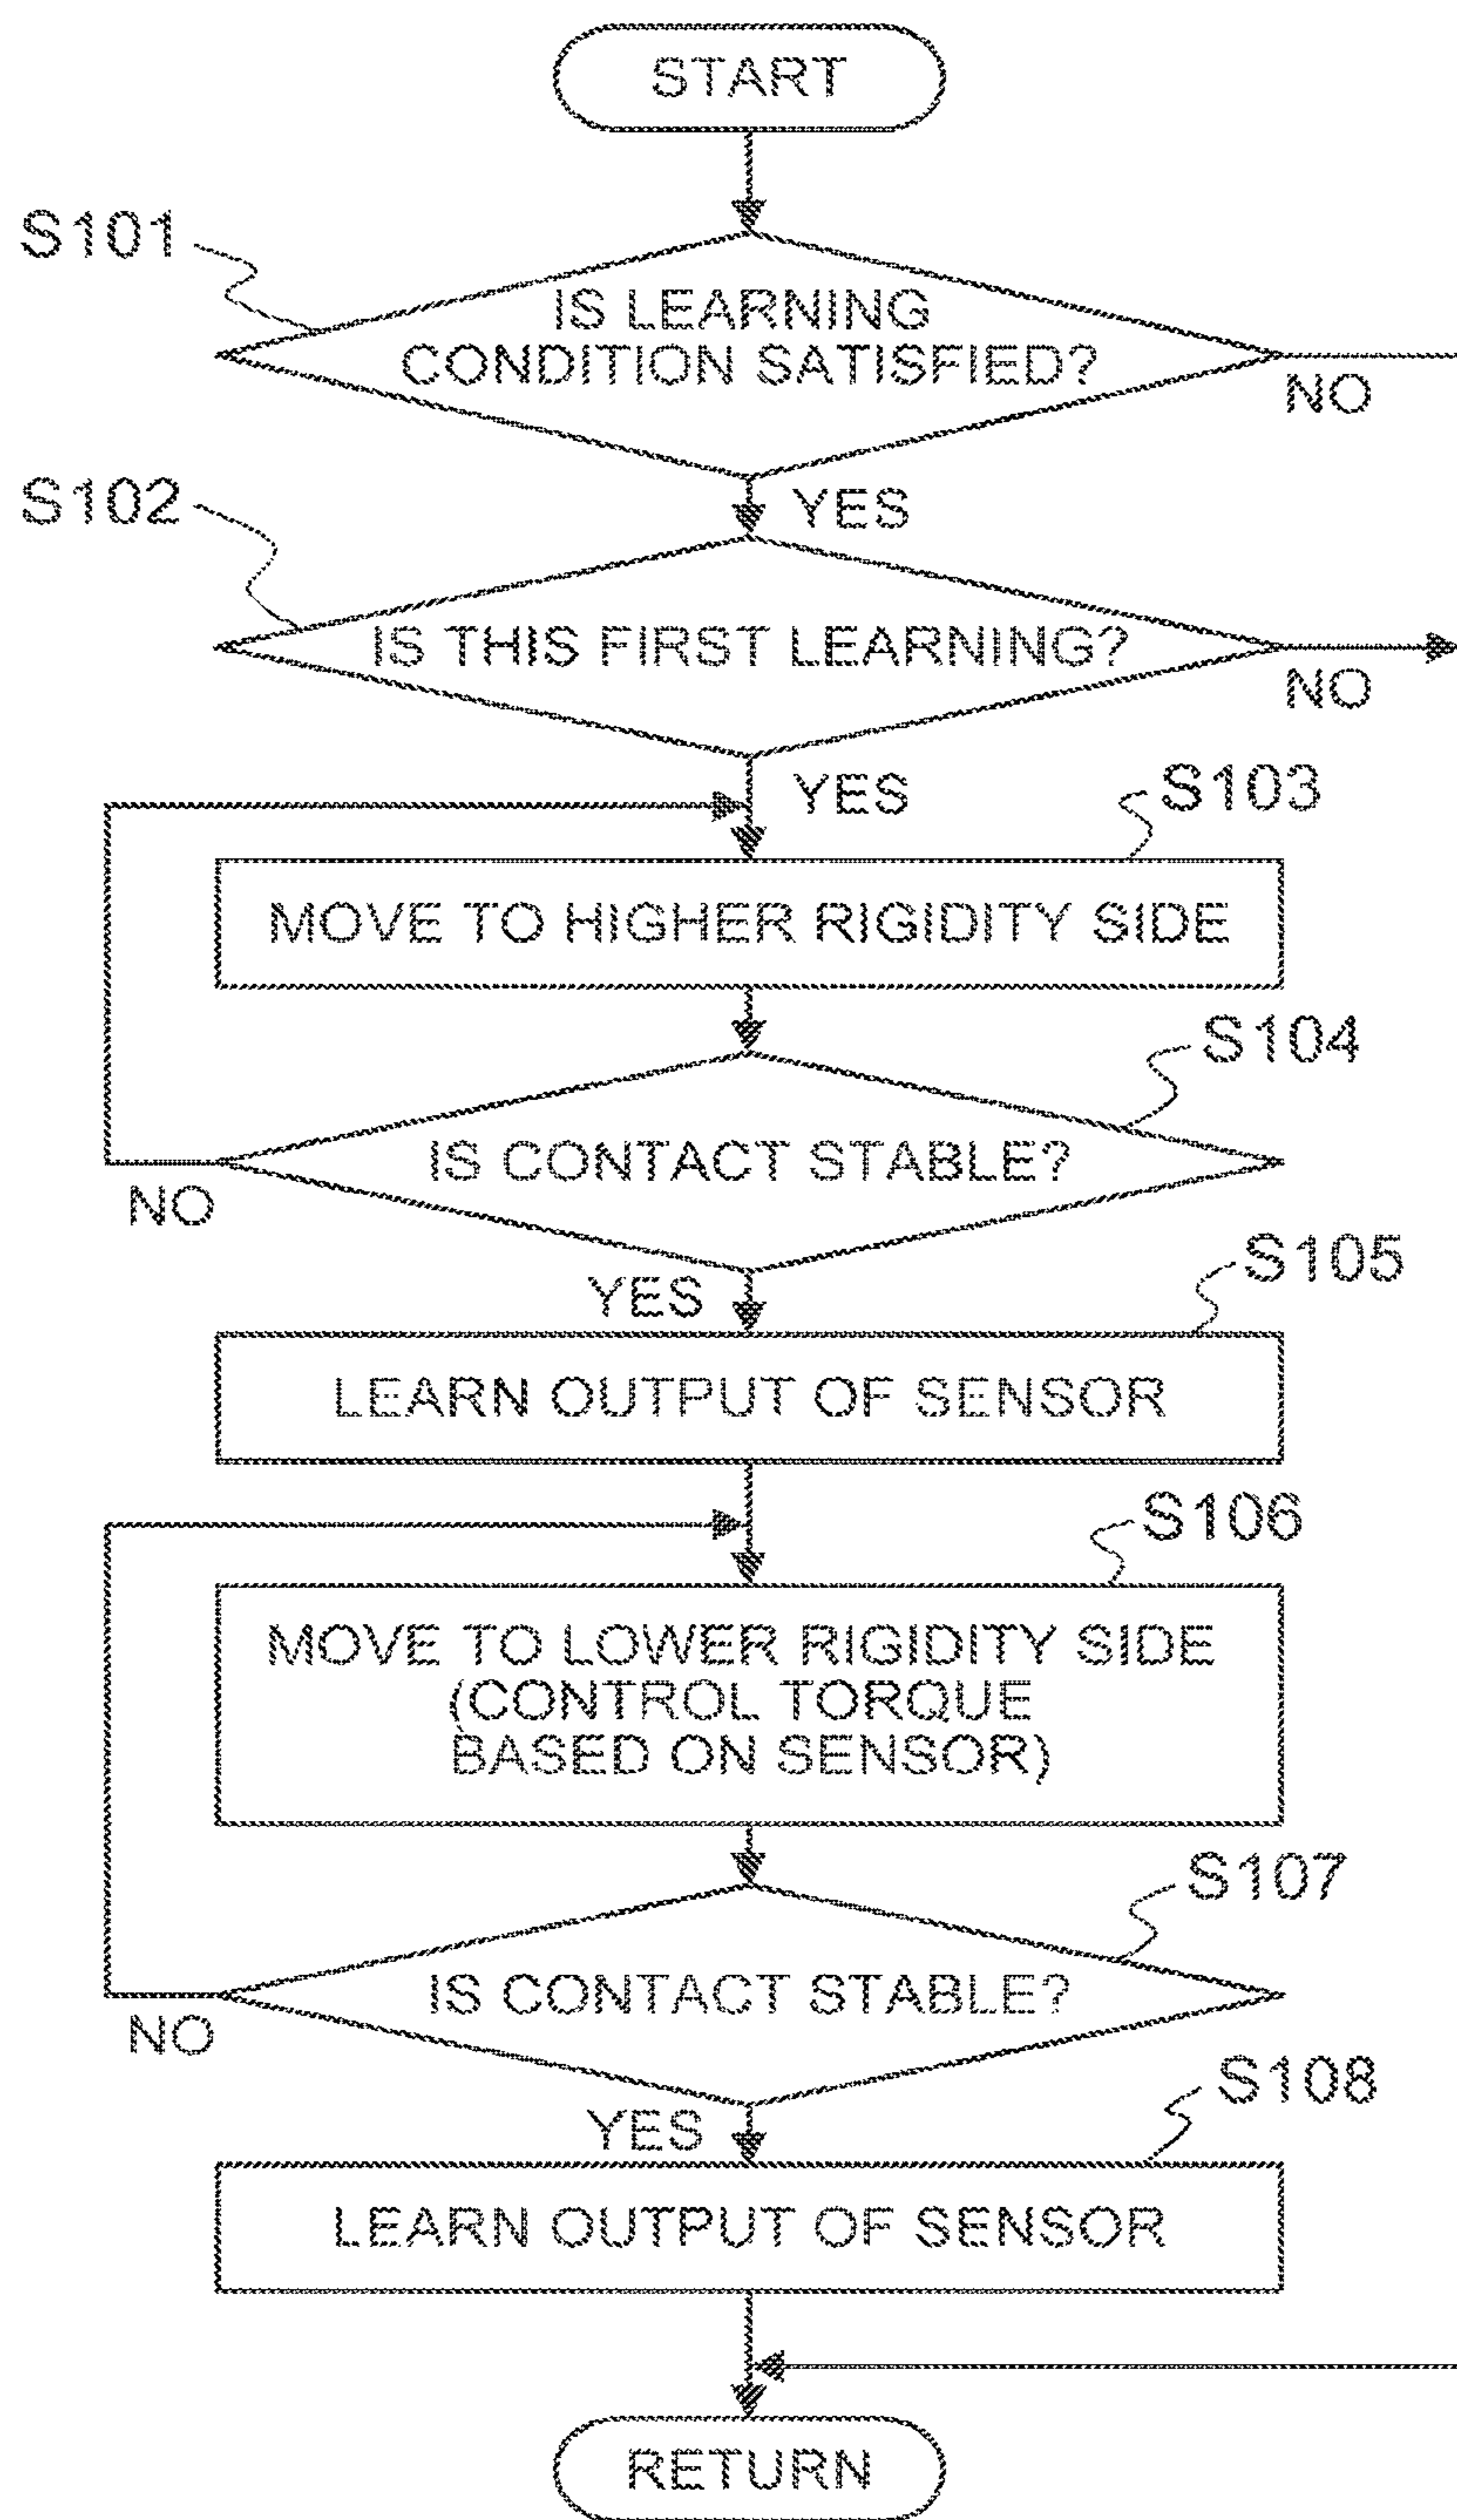 START
S101
IS LEARNING
CONDITION SATISFIED?
NO
YES
S102
IS THIS FIRST LEARNING?
NO
YES
S103
MOVE TO HIGHER RIGIDITY SIDE
S104
IS CONTACT STABLE?
NO
YES
S105
LEARN OUTPUT OF SENSOR
S106
MOVE TO LOWER RIGIDITY SIDE
(CONTROL TORQUE
BASED ON SENSOR)
S107
IS CONTACT STABLE?
NO
YES
S108
LEARN OUTPUT OF SENSOR
RETURN